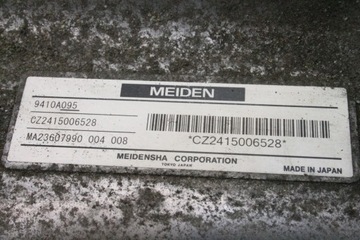 MEIDEN
9410A095
CZ2415006528
MA23607990 004 008
*CZ2415006528*
MEIDENSHA CORPORATION
TOKYO JAPAN
MADE IN JAPAN